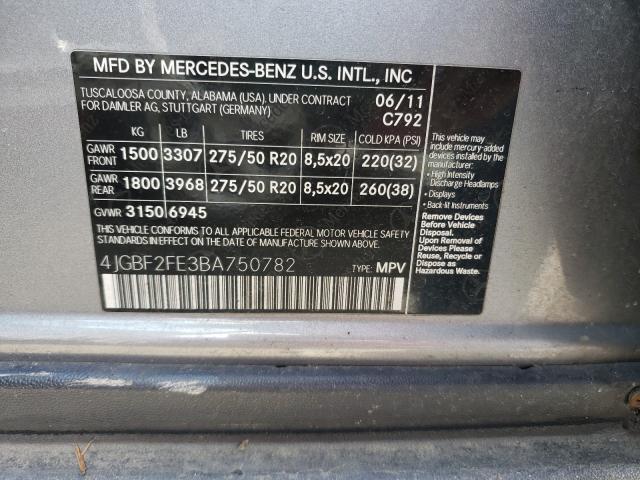 MFD BY MERCEDES-BENZ U.S. INTL., INC
TUSCALOOSA COUNTY, ALABAMA (USA). UNDER CONTRACT
FOR DAIMLER AG, STUTTGART (GERMANY)
06/11
C792
KG LB TIRES RIM SIZE COLD KPA (PSI)
GAWR FRONT 1500 3307 275/50 R20 8,5x20 220(32)
GAWR REAR 1800 3968 275/50 R20 8,5x20 260(38)
GVWR 3150 6945
THIS VEHICLE CONFORMS TO ALL APPLICABLE FEDERAL MOTOR VEHICLE SAFETY
STANDARDS IN EFFECT ON THE DATE OF MANUFACTURE SHOWN ABOVE.
4JGBF2FE3BA750782
TYPE: MPV
This vehicle may
include mercury-added
devices installed by the
manufacturer:
• High Intensity
Discharge Headlamps
• Displays
• Back-lit Instruments
Remove Devices
Before Vehicle
Disposal.
Upon Removal of
Devices Please
Reuse, Recycle or
Dispose as
Hazardous Waste.